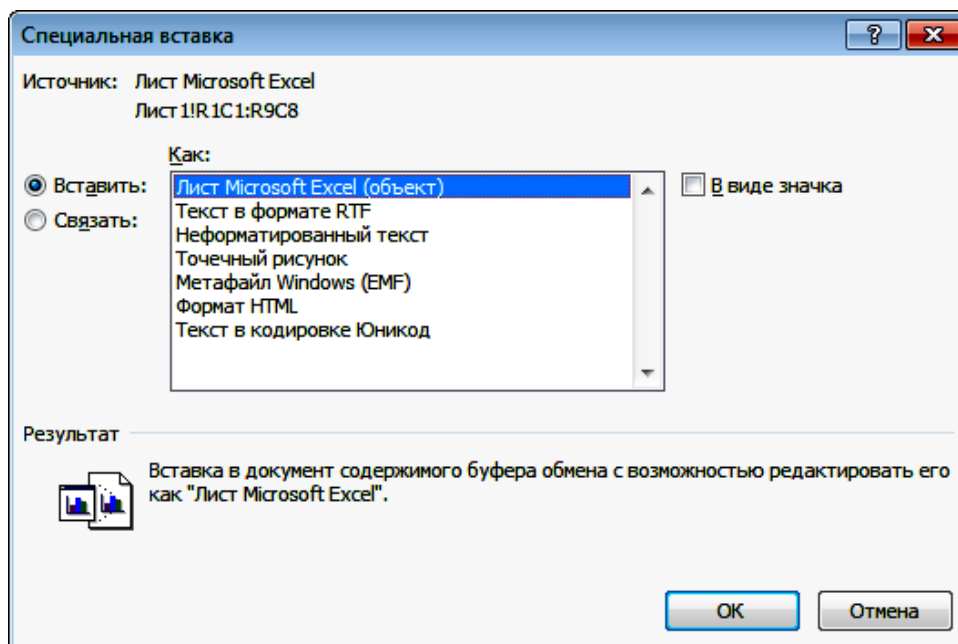 Специальная вставка
Источник: Лист Microsoft Excel
Лист1!R1C1:R9C8
Как:
Вставить:
Связать:
Лист Microsoft Excel (объект)
Текст в формате RTF
Неформатированный текст
Точечный рисунок
Метафайл Windows (EMF)
Формат HTML
Текст в кодировке Юникод
В виде значка
Результат
Вставка в документ содержимого буфера обмена с возможностью редактировать его
как "Лист Microsoft Excel".
ОК
Отмена